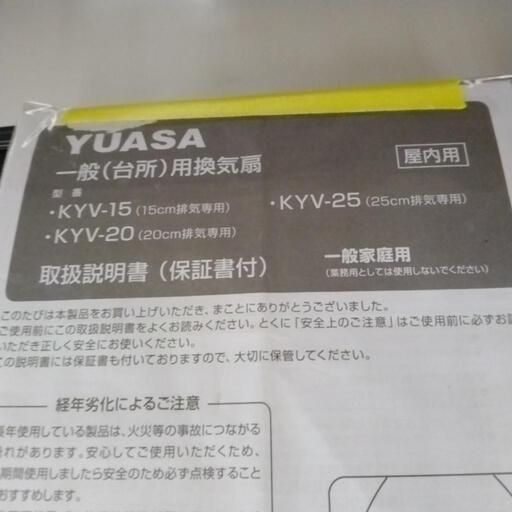 YUASA
一般(台所)用換気扇
屋内用
型番
・KYV-15(15cm排気専用)
・KYV-25(25cm排気専用)
・KYV-20(20cm排気専用)
取扱説明書(保証書付)
一般家庭用
(業務用としては使用しないでください)
このたびは本製品をお買い上げいただき、まことにありがとうございました。
ご使用前にこの取扱説明書をよくお読みください。とくに「安全上のご注意」はご使用前に必ずお読
いただき正しく安全にお使いください。
この説明書には保証書も付いておりますので、大切に保管してください。
経年劣化によるご注意
長年使用している製品は、火災等の事故につながる
恐れがあります。安心してご使用いただくため、
期間使用しましたら安全のため必ず点検すること
おすすめします。